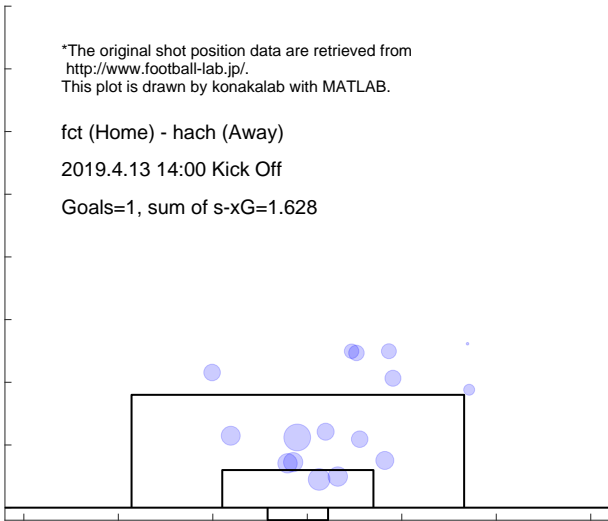 *The original shot position data are retrieved from
http://www.football-lab.jp/.
This plot is drawn by konakalab with MATLAB.
fct (Home) - hach (Away)
2019.4.13 14:00 Kick Off
Goals=1, sum of s-xG=1.628